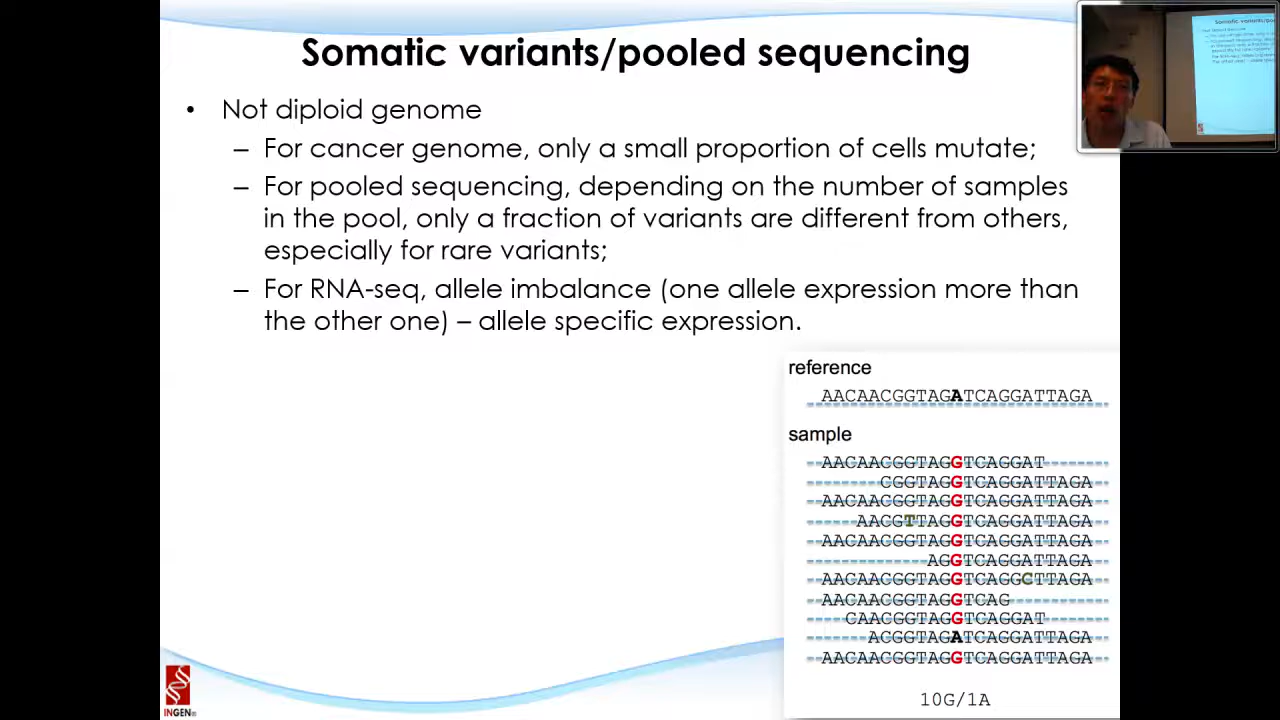 Somatic variants/pooled sequencing
• Not diploid genome
– For cancer genome, only a small proportion of cells mutate;
– For pooled sequencing, depending on the number of samples
in the pool, only a fraction of variants are different from others,
especially for rare variants;
– For RNA-seq, allele imbalance (one allele expression more than
the other one) – allele specific expression.
reference
AACAACGGTAGATCAGGATTAGA
sample
AACAACGGTAGGTCAGGAT
CGGTAGGTCAGGATTAGA
AACAACGGTAGGTCAGGATTAGA
AACGTTAGGTCAGGATTAGA
AACAACGGTAGGTCAGGATTAGA
AGGTCAGGATTAGA
AACAACGGTAGGTCAGGCTTAGA
AACAACGGTAGGTCAG
CAACGGTAGGTCAGGAT
ACGGTAGATCAGGATTAGA
AACAACGGTAGGTCAGGATTAGA
10G/1A
INGEN